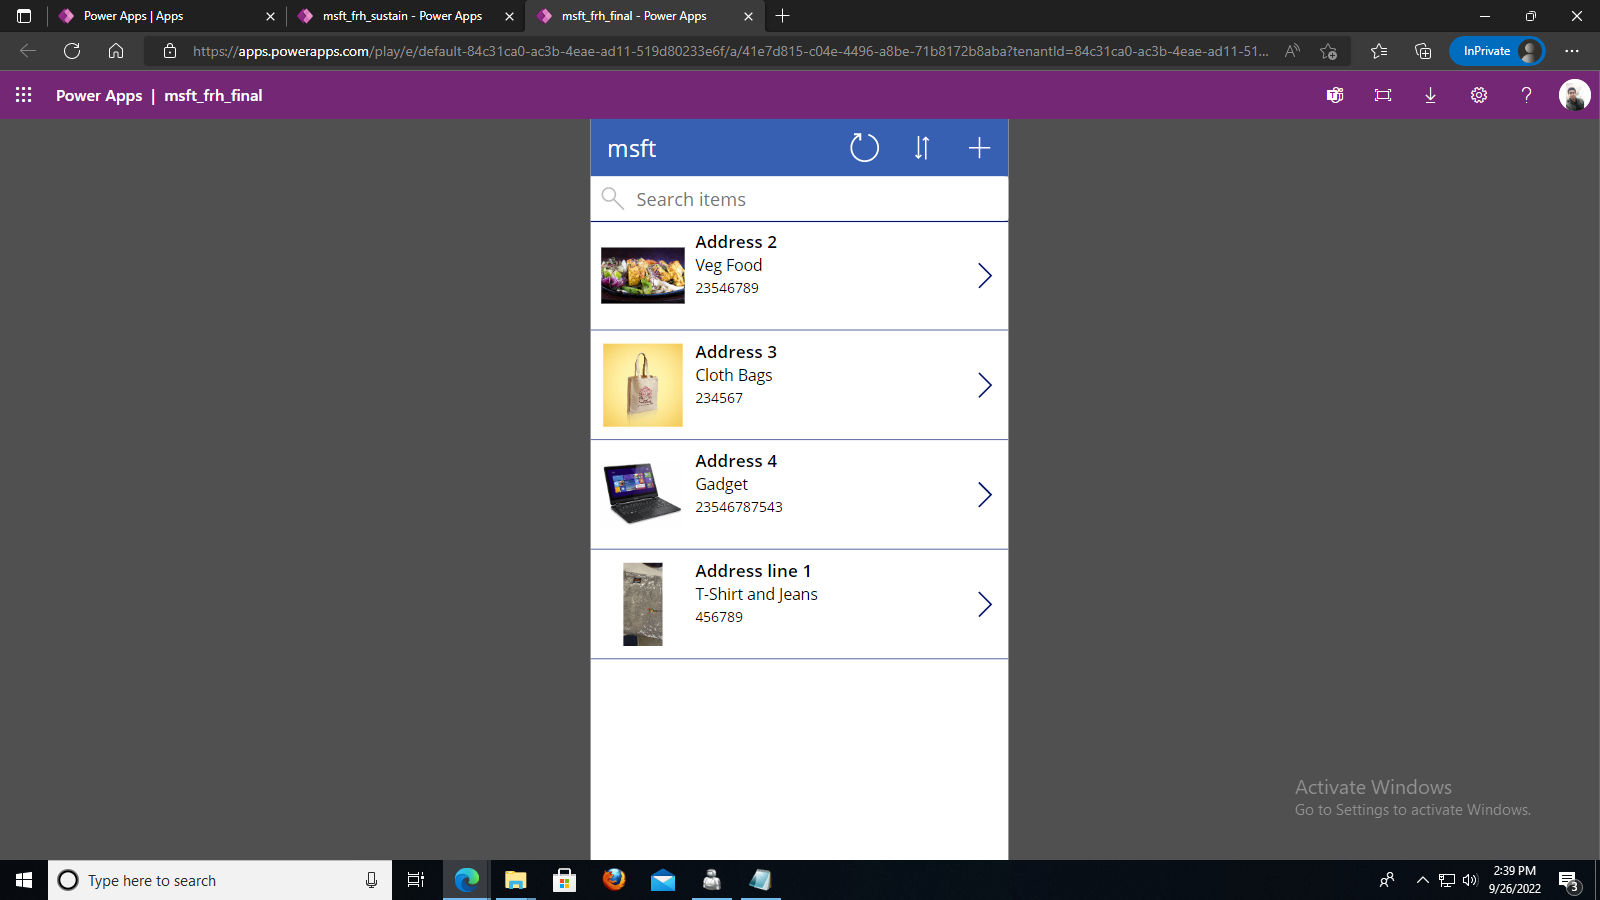 Power Apps | Apps
msft_frh_sustain - Power Apps
msft_frh_final - Power Apps
https://apps.powerapps.com/play/e/default-84c31ca0-ac3b-4eae-ad11-519d80233e6f/a/41e7d815-c04e-4496-a8be-71b8172b8aba?tenantId=84c31ca0-ac3b-4eae-ad11-51...
InPrivate
Power Apps | msft_frh_final
msft
Search items
Address 2
Veg Food
23546789
Address 3
Cloth Bags
234567
Address 4
Gadget
23546787543
Address line 1
T-Shirt and Jeans
456789
Activate Windows
Go to Settings to activate Windows.
Type here to search
2:39 PM
9/26/2022
3